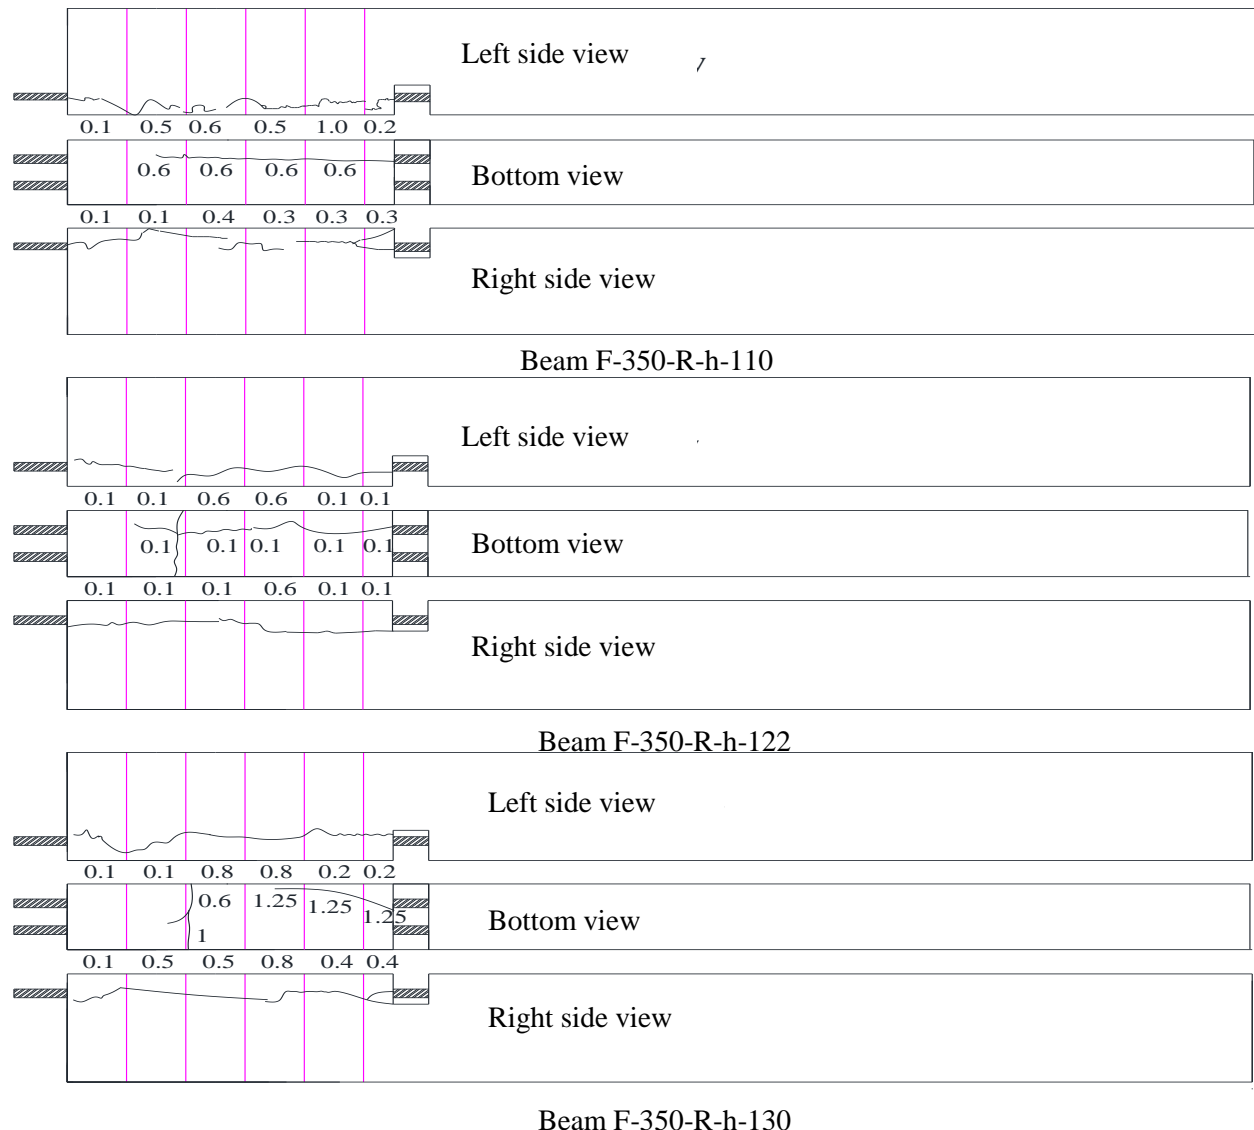 Left side view
0.1 0.5 0.6 0.5 1.0 0.2
0.6 0.6 0.6 0.6
Bottom view
0.1 0.1 0.4 0.3 0.3 0.3
Right side view
Beam F-350-R-h-110
Left side view
0.1 0.1 0.6 0.6 0.1 0.1
0.1 0.1 0.1 0.1 0.1
Bottom view
0.1 0.1 0.1 0.6 0.1 0.1
Right side view
Beam F-350-R-h-122
Left side view
0.1 0.1 0.8 0.8 0.2 0.2
0.6 1.25 1.25 1.25
Bottom view
1
0.1 0.5 0.5 0.8 0.4 0.4
Right side view
Beam F-350-R-h-130